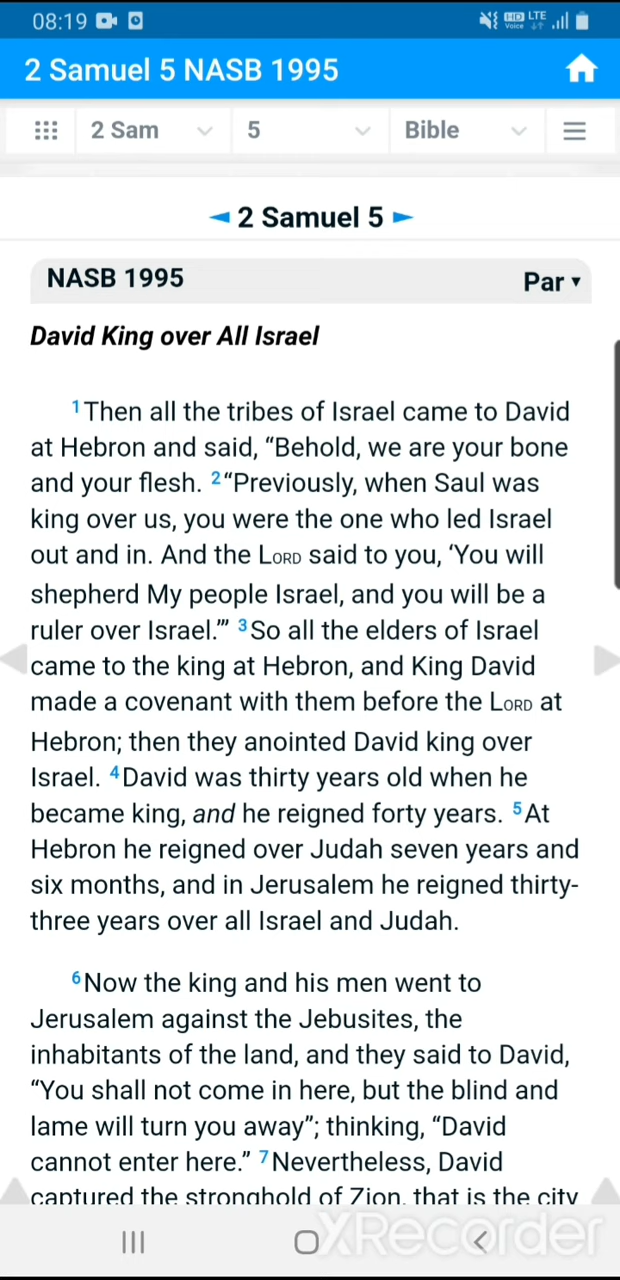 08:19
HD Voice LTE
2 Samuel 5 NASB 1995
2 Sam 5 Bible
◄ 2 Samuel 5 ►
NASB 1995 Par ▾
David King over All Israel
1 Then all the tribes of Israel came to David
at Hebron and said, “Behold, we are your bone
and your flesh. 2 “Previously, when Saul was
king over us, you were the one who led Israel
out and in. And the LORD said to you, ‘You will
shepherd My people Israel, and you will be a
ruler over Israel.’” 3 So all the elders of Israel
came to the king at Hebron, and King David
made a covenant with them before the LORD at
Hebron; then they anointed David king over
Israel. 4 David was thirty years old when he
became king, and he reigned forty years. 5 At
Hebron he reigned over Judah seven years and
six months, and in Jerusalem he reigned thirty-
three years over all Israel and Judah.
6 Now the king and his men went to
Jerusalem against the Jebusites, the
inhabitants of the land, and they said to David,
“You shall not come in here, but the blind and
lame will turn you away”; thinking, “David
cannot enter here.” 7 Nevertheless, David
captured the stronghold of Zion, that is the city
XRecorder